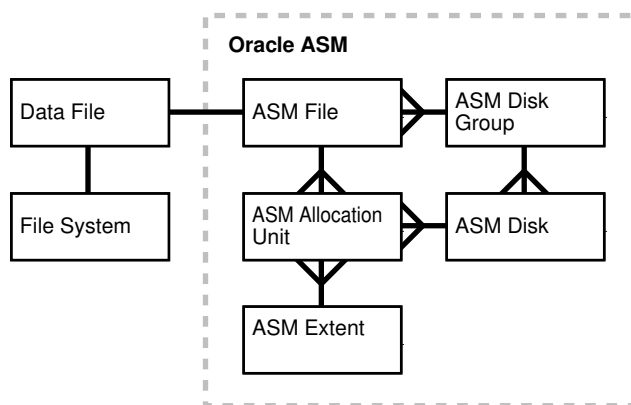 Oracle ASM
Data File
ASM File
ASM Disk
Group
File System
ASM Allocation
Unit
ASM Disk
ASM Extent